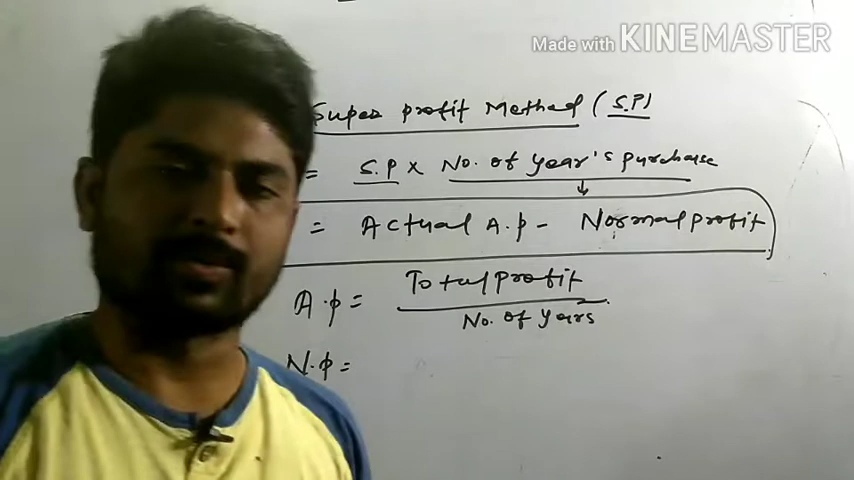 Made with KINEMASTER
Super profit Method (S.P)
= S.P × No. of year's purchase
= Actual A.p - Normal profit
A.p = Total profit
No. of years
N.p =